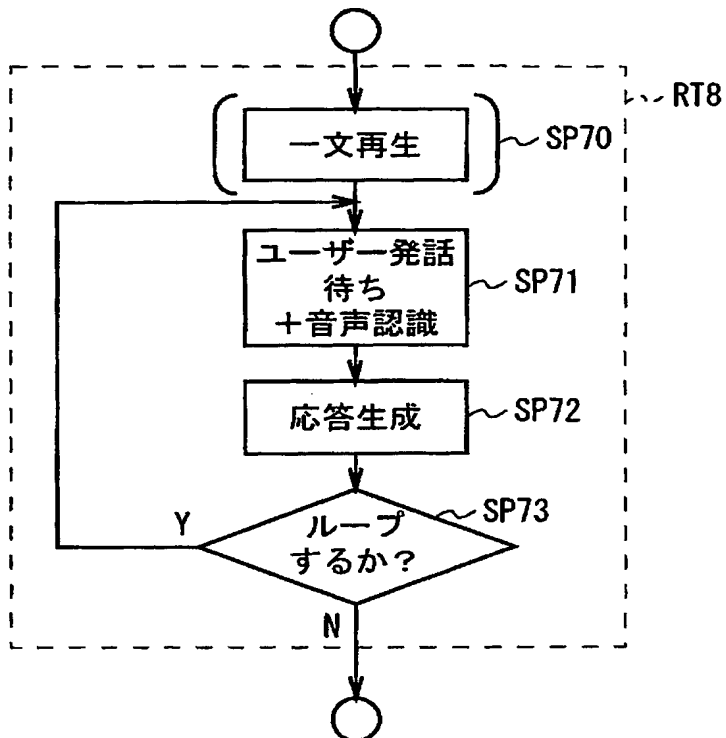 RT8
一文再生
SP70
ユーザー発話
待ち
+音声認識
SP71
応答生成
SP72
SP73
ループ
するか?
Y
N